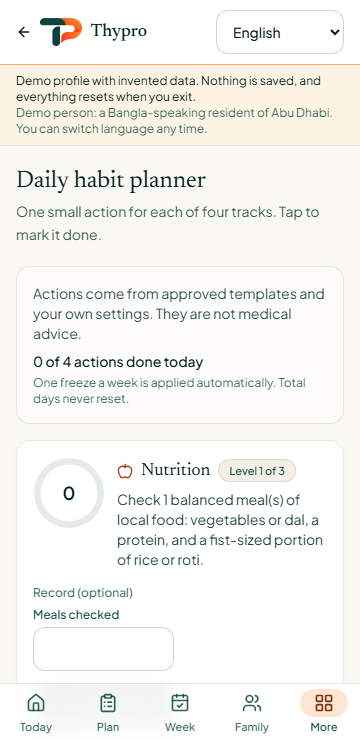 Thypro
English
Demo profile with invented data. Nothing is saved, and
everything resets when you exit.
Demo person: a Bangla-speaking resident of Abu Dhabi.
You can switch language any time.
Daily habit planner
One small action for each of four tracks. Tap to
mark it done.
Actions come from approved templates and
your own settings. They are not medical
advice.
0 of 4 actions done today
One freeze a week is applied automatically. Total
days never reset.
0
Nutrition
Level 1 of 3
Check 1 balanced meal(s) of
local food: vegetables or dal, a
protein, and a fist-sized portion
of rice or roti.
Record (optional)
Meals checked
Today
Plan
Week
Family
More